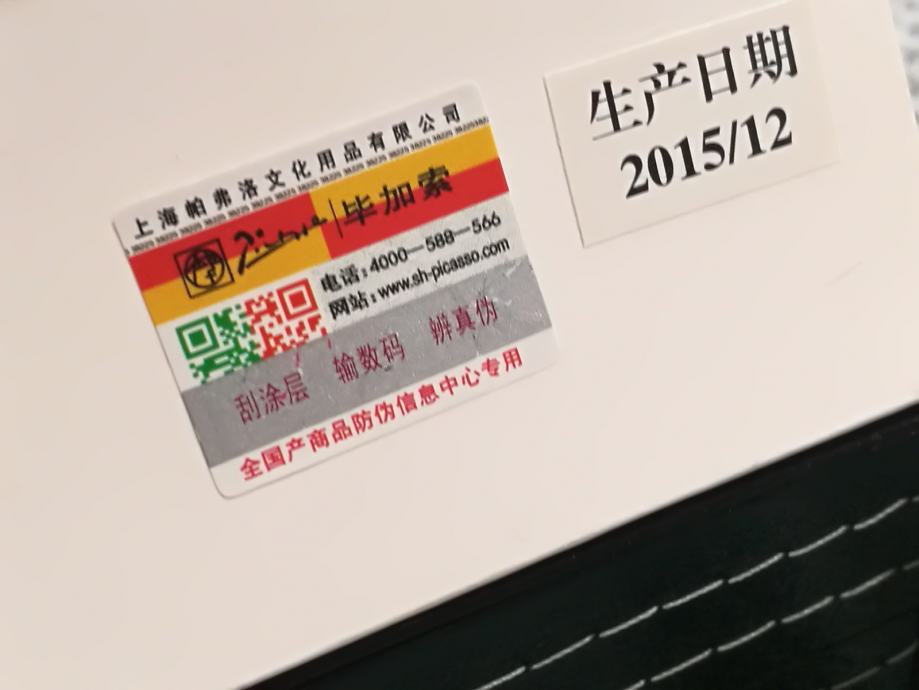 上海帕弗洛文化用品有限公司
毕加索
电话:4000—588—566
网站:www.sh-picasso.com
刮涂层 输数码 辨真伪
全国产商品防伪信息中心专用
生产日期
2015/12